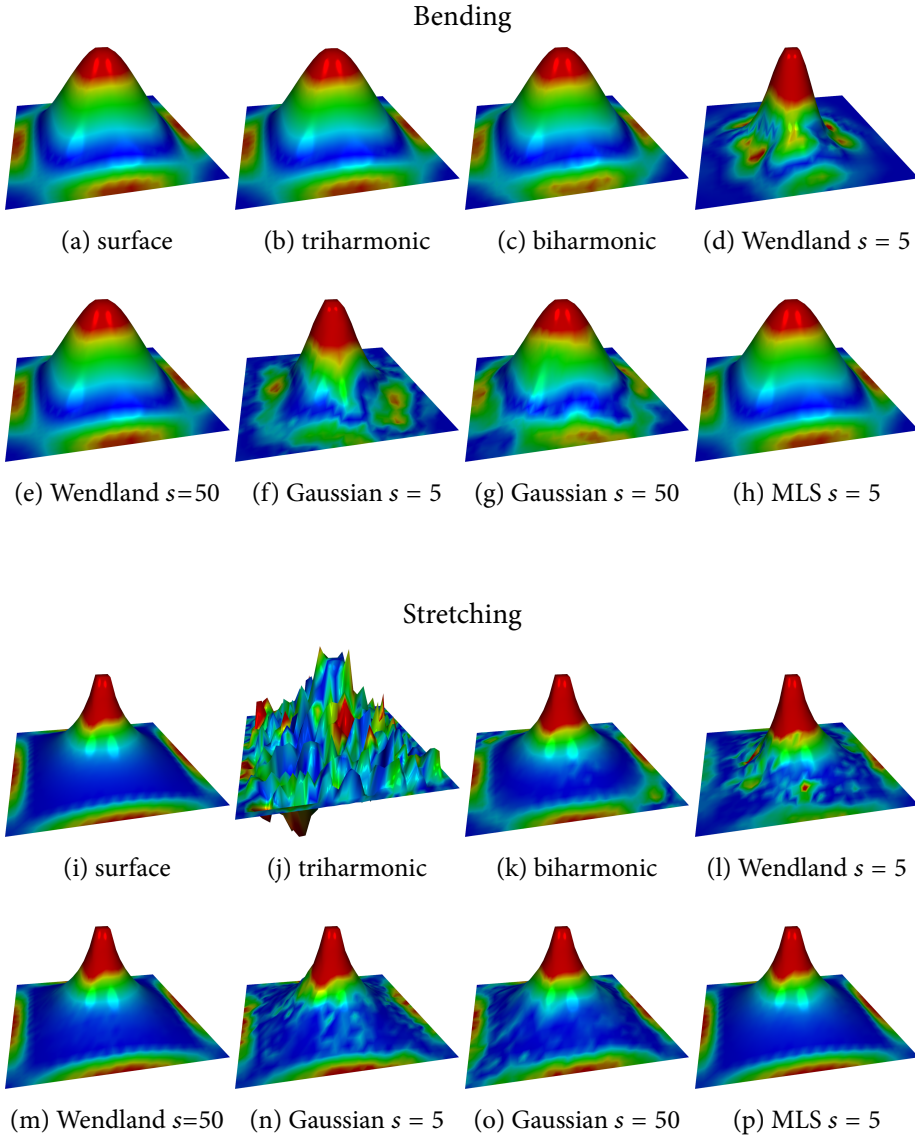 Bending
(a) surface (b) triharmonic (c) biharmonic (d) Wendland s = 5
(e) Wendland s=50 (f) Gaussian s = 5 (g) Gaussian s = 50 (h) MLS s = 5
Stretching
(i) surface (j) triharmonic (k) biharmonic (l) Wendland s = 5
(m) Wendland s=50 (n) Gaussian s = 5 (o) Gaussian s = 50 (p) MLS s = 5